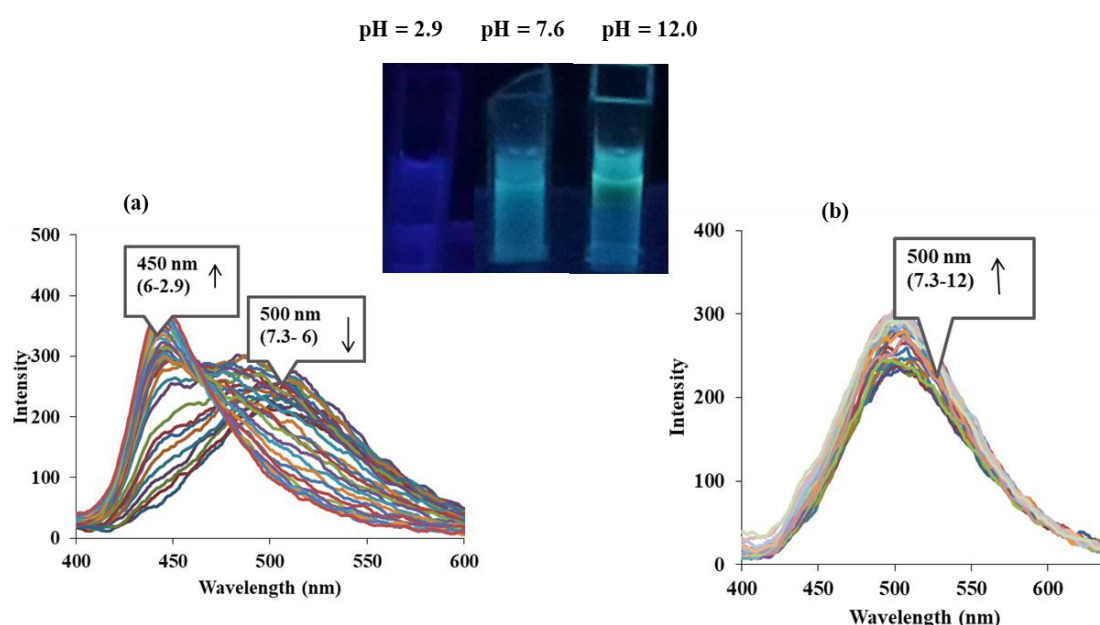 pH = 2.9 pH = 7.6 pH = 12.0
(a)
500
400
300
200
100
0
Intensity
450 nm ↑
(6-2.9)
500 nm
(7.3- 6) ↓
400 450 500 550 600
Wavelength (nm)
(b)
400
300
200
100
0
Intensity
500 nm
(7.3-12) ↑
400 450 500 550 600
Wavelength (nm)